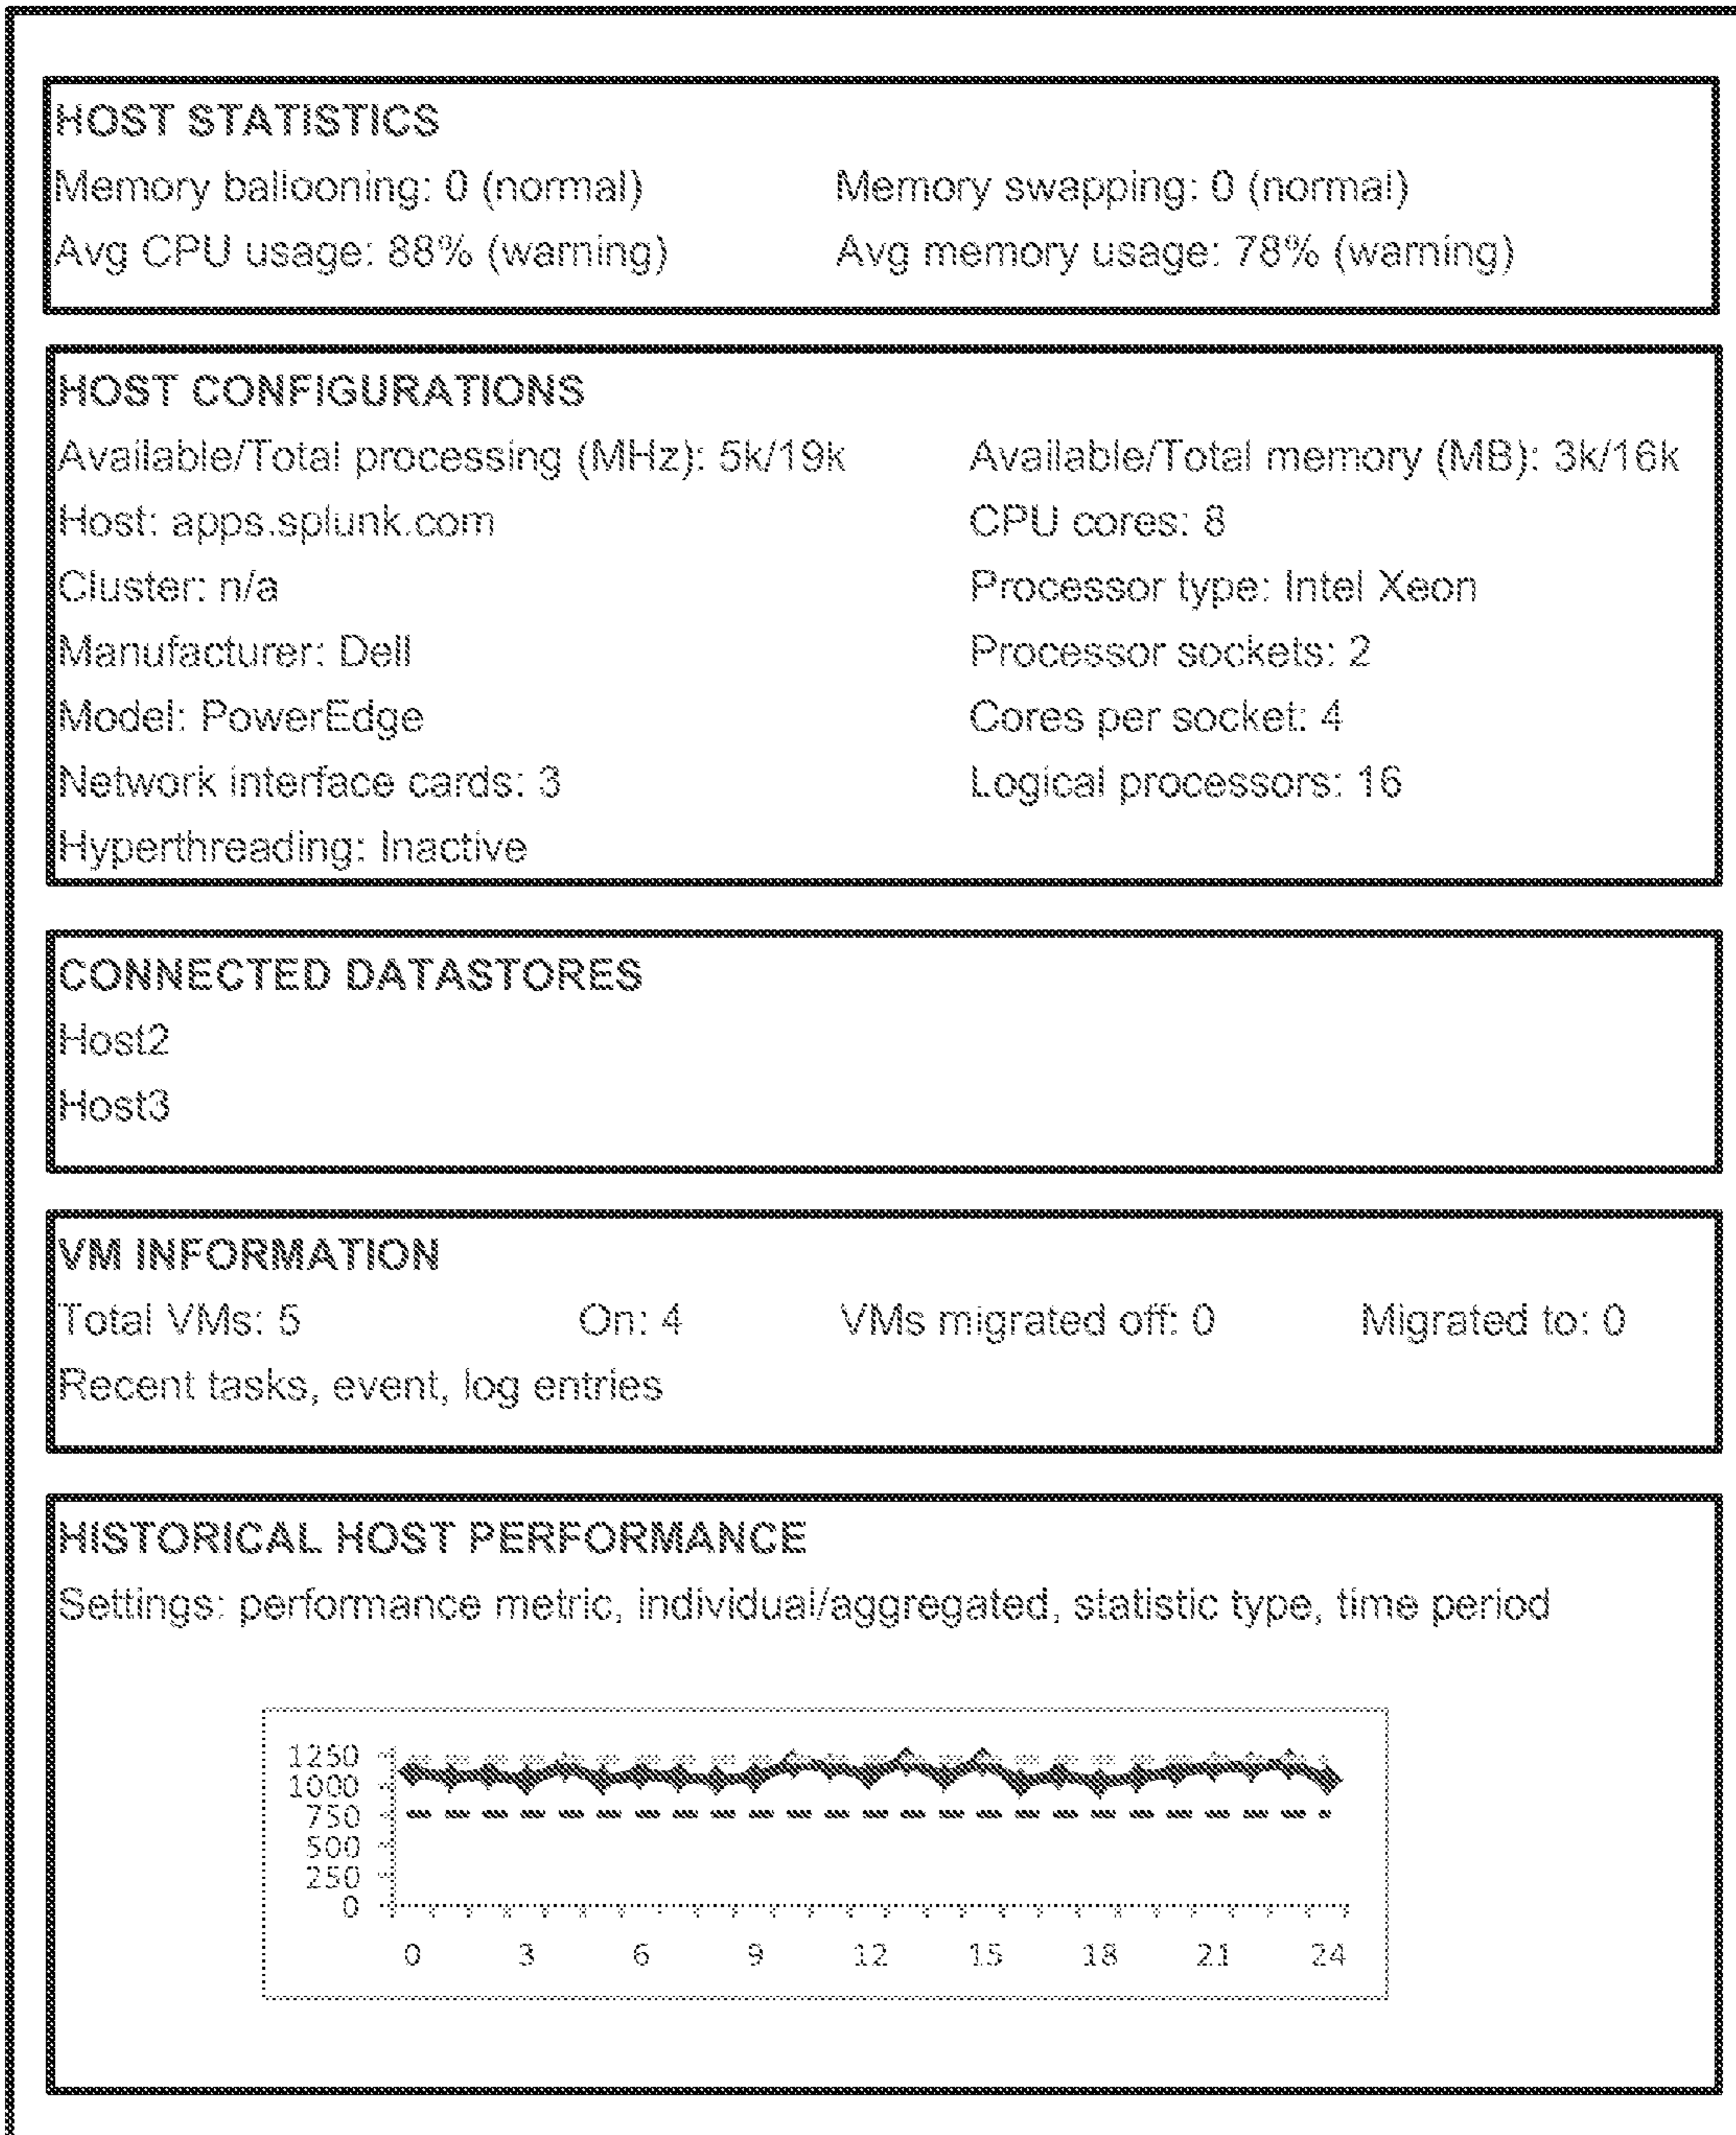 HOST STATISTICS
Memory ballooning: 0 (normal) Memory swapping: 0 (normal)
Avg CPU usage: 88% (warning) Avg memory usage: 78% (warning)
HOST CONFIGURATIONS
Available/Total processing (MHz): 5k/19k Available/Total memory (MB): 3k/16k
Host: apps.splunk.com CPU cores: 8
Cluster: n/a Processor type: Intel Xeon
Manufacturer: Dell Processor sockets: 2
Model: PowerEdge Cores per socket: 4
Network interface cards: 3 Logical processors: 16
Hyperthreading: Inactive
CONNECTED DATASTORES
Host2
Host3
VM INFORMATION
Total VMs: 5 On: 4 VMs migrated off: 0 Migrated to: 0
Recent tasks, event, log entries
HISTORICAL HOST PERFORMANCE
Settings: performance metric, individual/aggregated, statistic type, time period
1250
1000
750
500
250
0
0 3 6 9 12 15 18 21 24